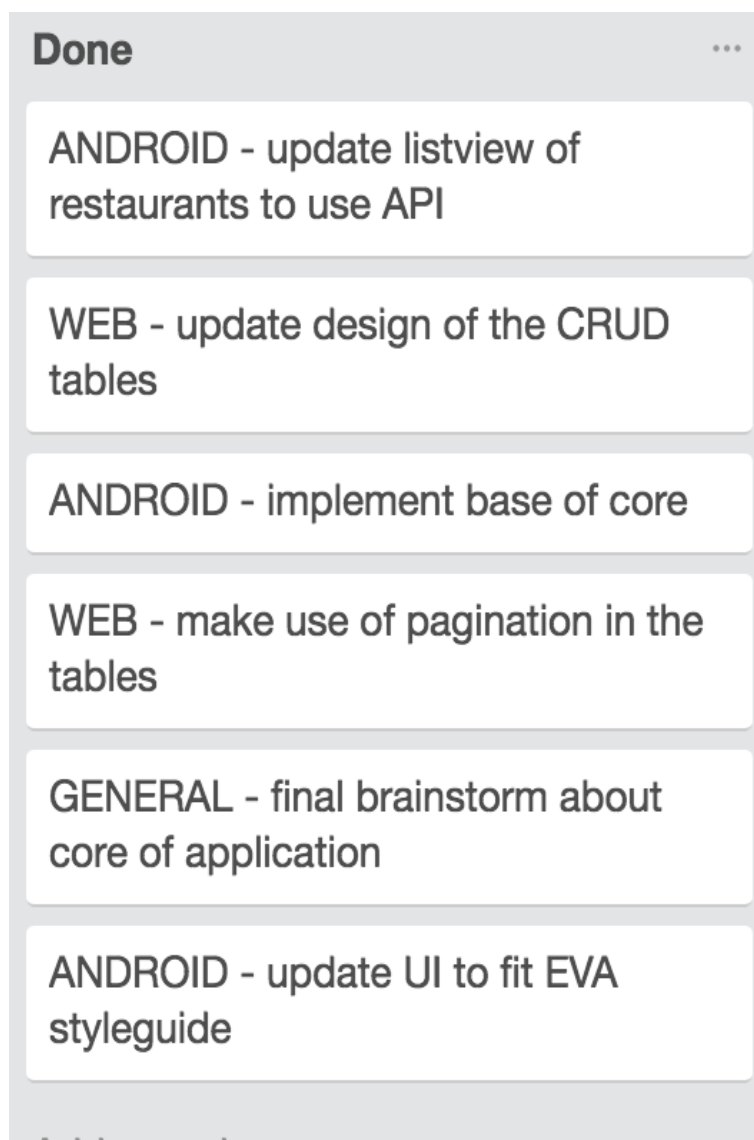 Done
ANDROID - update listview of
restaurants to use API
WEB - update design of the CRUD
tables
ANDROID - implement base of core
WEB - make use of pagination in the
tables
GENERAL - final brainstorm about
core of application
ANDROID - update UI to fit EVA
styleguide